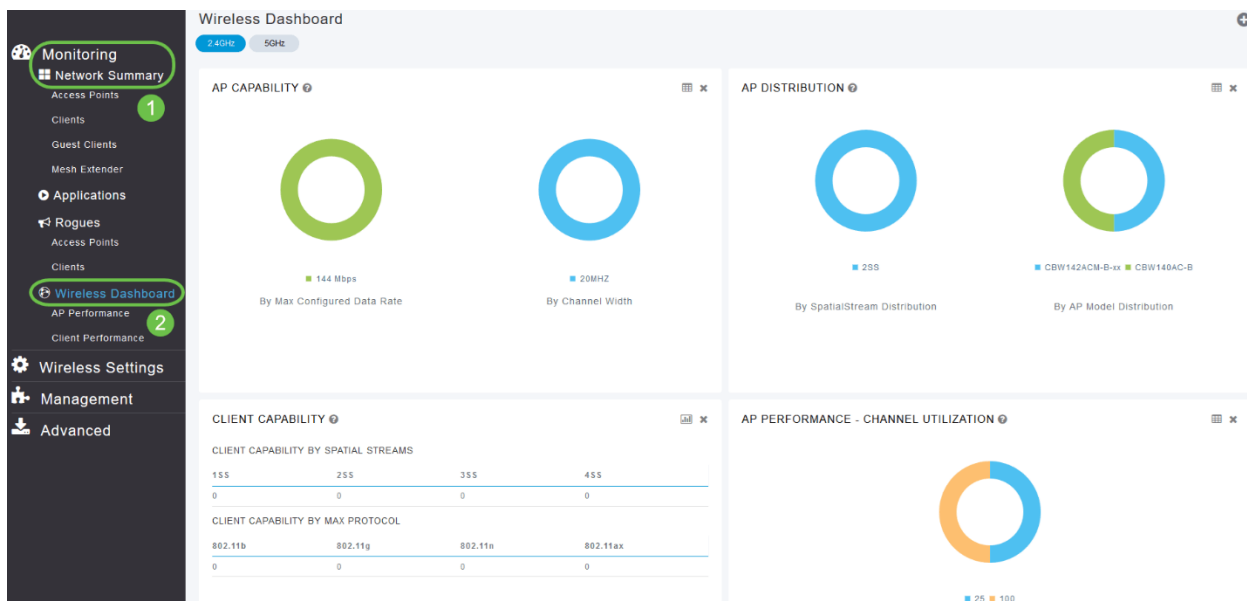 Monitoring
Network Summary
Access Points
1
Clients
Guest Clients
Mesh Extender
Applications
Rogues
Access Points
Clients
Wireless Dashboard
AP Performance
2
Client Performance
Wireless Settings
Management
Advanced
Wireless Dashboard
2.4GHz 5GHz
AP CAPABILITY
144 Mbps
By Max Configured Data Rate
20MHZ
By Channel Width
AP DISTRIBUTION
2SS
By SpatialStream Distribution
CBW142ACM-B-xx CBW140AC-B
By AP Model Distribution
CLIENT CAPABILITY
CLIENT CAPABILITY BY SPATIAL STREAMS
1SS 2SS 3SS 4SS
0 0 0 0
CLIENT CAPABILITY BY MAX PROTOCOL
802.11b 802.11g 802.11n 802.11ax
0 0 0 0
AP PERFORMANCE - CHANNEL UTILIZATION
25 100